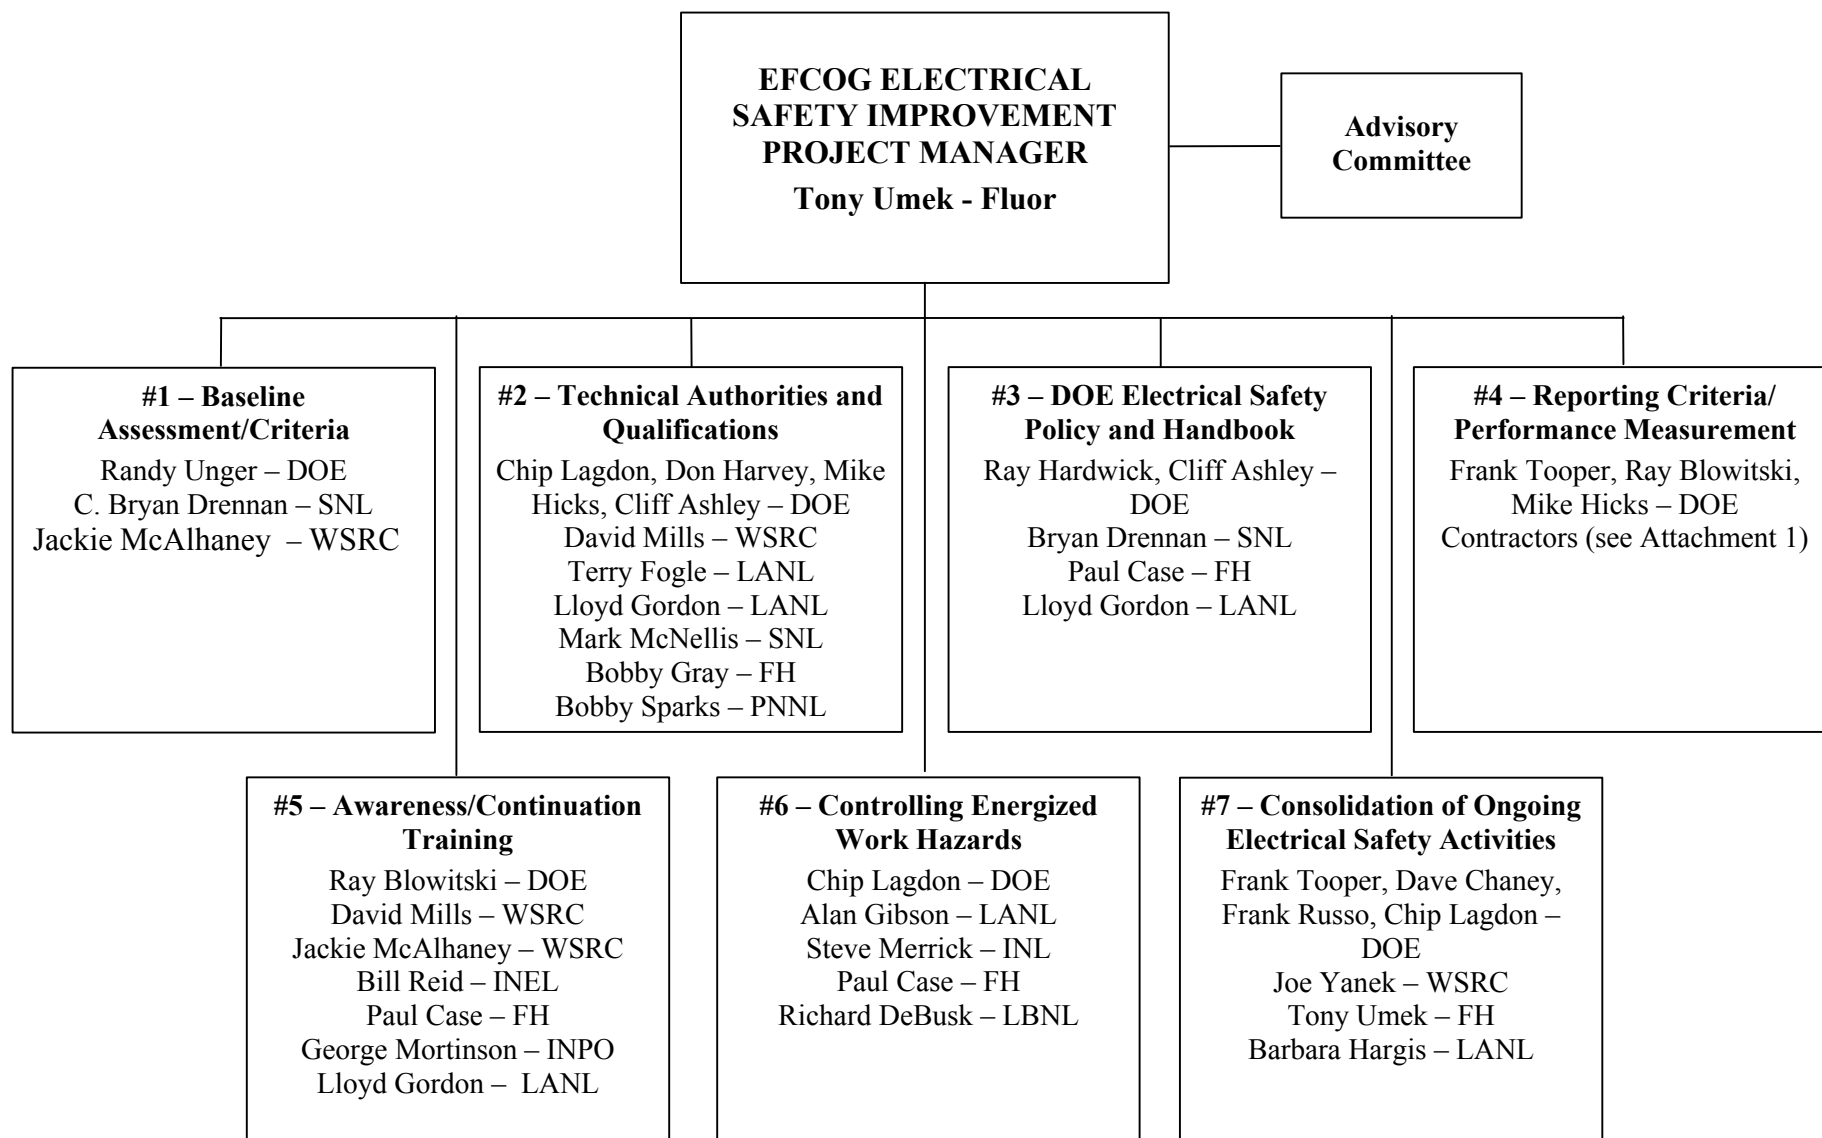 EFCOG ELECTRICAL
SAFETY IMPROVEMENT
PROJECT MANAGER
Tony Umek - Fluor
Advisory
Committee
#1 – Baseline
Assessment/Criteria
Randy Unger – DOE
C. Bryan Drennan – SNL
Jackie McAlhaney – WSRC
#2 – Technical Authorities and
Qualifications
Chip Lagdon, Don Harvey, Mike
Hicks, Cliff Ashley – DOE
David Mills – WSRC
Terry Fogle – LANL
Lloyd Gordon – LANL
Mark McNellis – SNL
Bobby Gray – FH
Bobby Sparks – PNNL
#3 – DOE Electrical Safety
Policy and Handbook
Ray Hardwick, Cliff Ashley –
DOE
Bryan Drennan – SNL
Paul Case – FH
Lloyd Gordon – LANL
#4 – Reporting Criteria/
Performance Measurement
Frank Tooper, Ray Blowitski,
Mike Hicks – DOE
Contractors (see Attachment 1)
#5 – Awareness/Continuation
Training
Ray Blowitski – DOE
David Mills – WSRC
Jackie McAlhaney – WSRC
Bill Reid – INEL
Paul Case – FH
George Mortinson – INPO
Lloyd Gordon – LANL
#6 – Controlling Energized
Work Hazards
Chip Lagdon – DOE
Alan Gibson – LANL
Steve Merrick – INL
Paul Case – FH
Richard DeBusk – LBNL
#7 – Consolidation of Ongoing
Electrical Safety Activities
Frank Tooper, Dave Chaney,
Frank Russo, Chip Lagdon –
DOE
Joe Yanek – WSRC
Tony Umek – FH
Barbara Hargis – LANL